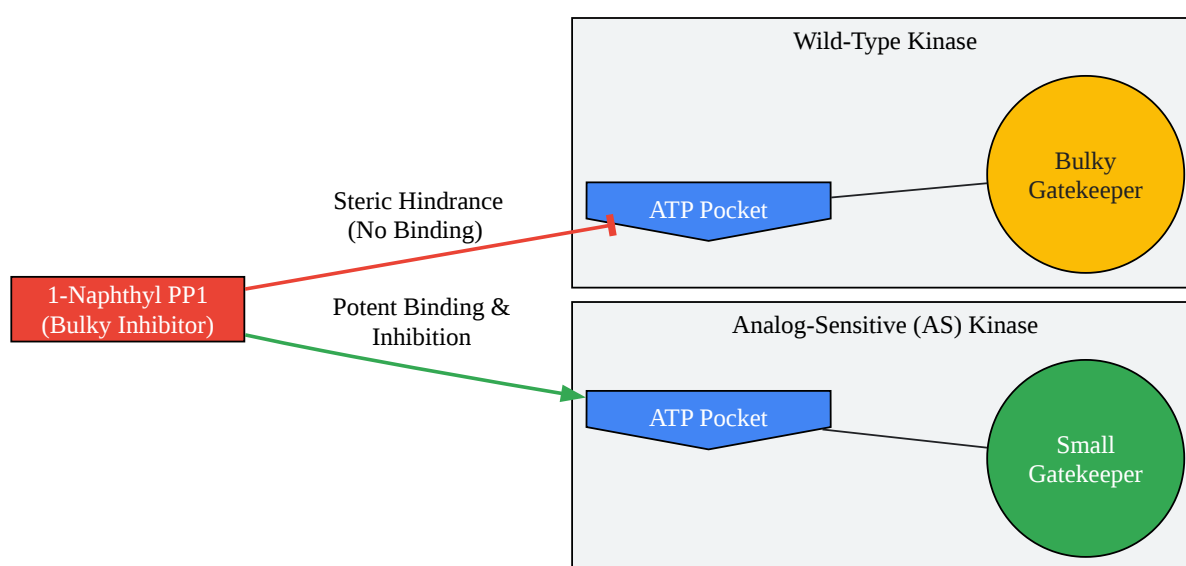 Wild-Type Kinase
Bulky
Gatekeeper
ATP Pocket
Steric Hindrance
(No Binding)
1-Naphthyl PP1
(Bulky Inhibitor)
Potent Binding &
Inhibition
Analog-Sensitive (AS) Kinase
ATP Pocket
Small
Gatekeeper